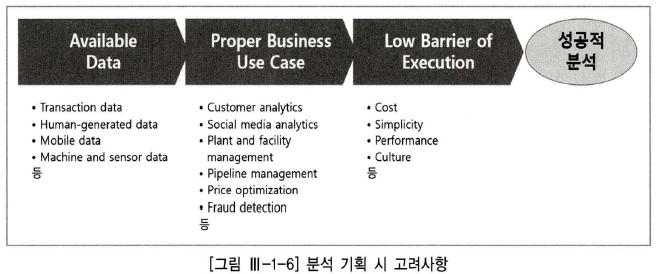 Available
Data
Proper Business
Use Case
Low Barrier of
Execution
성공적
분석
• Transaction data
• Human-generated data
• Mobile data
• Machine and sensor data
등
• Customer analytics
• Social media analytics
• Plant and facility
management
• Pipeline management
• Price optimization
• Fraud detection
등
• Cost
• Simplicity
• Performance
• Culture
등
[그림 Ⅲ-1-6] 분석 기획 시 고려사항